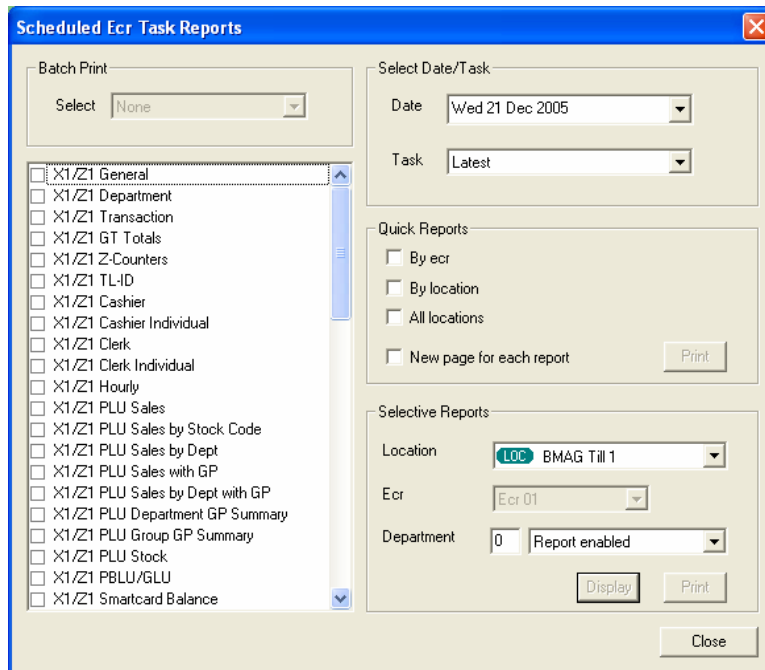 Scheduled Ecr Task Reports
Batch Print
Select None
X1/Z1 General
X1/Z1 Department
X1/Z1 Transaction
X1/Z1 GT Totals
X1/Z1 Z-Counters
X1/Z1 TL-ID
X1/Z1 Cashier
X1/Z1 Cashier Individual
X1/Z1 Clerk
X1/Z1 Clerk Individual
X1/Z1 Hourly
X1/Z1 PLU Sales
X1/Z1 PLU Sales by Stock Code
X1/Z1 PLU Sales by Dept
X1/Z1 PLU Sales with GP
X1/Z1 PLU Sales by Dept with GP
X1/Z1 PLU Department GP Summary
X1/Z1 PLU Group GP Summary
X1/Z1 PLU Stock
X1/Z1 PBLU/GLU
X1/Z1 Smartcard Balance
Select Date/Task
Date Wed 21 Dec 2005
Task Latest
Quick Reports
By ecr
By location
All locations
New page for each report Print
Selective Reports
Location LOC BMAG Till 1
Ecr Ecr 01
Department 0 Report enabled
Display Print
Close